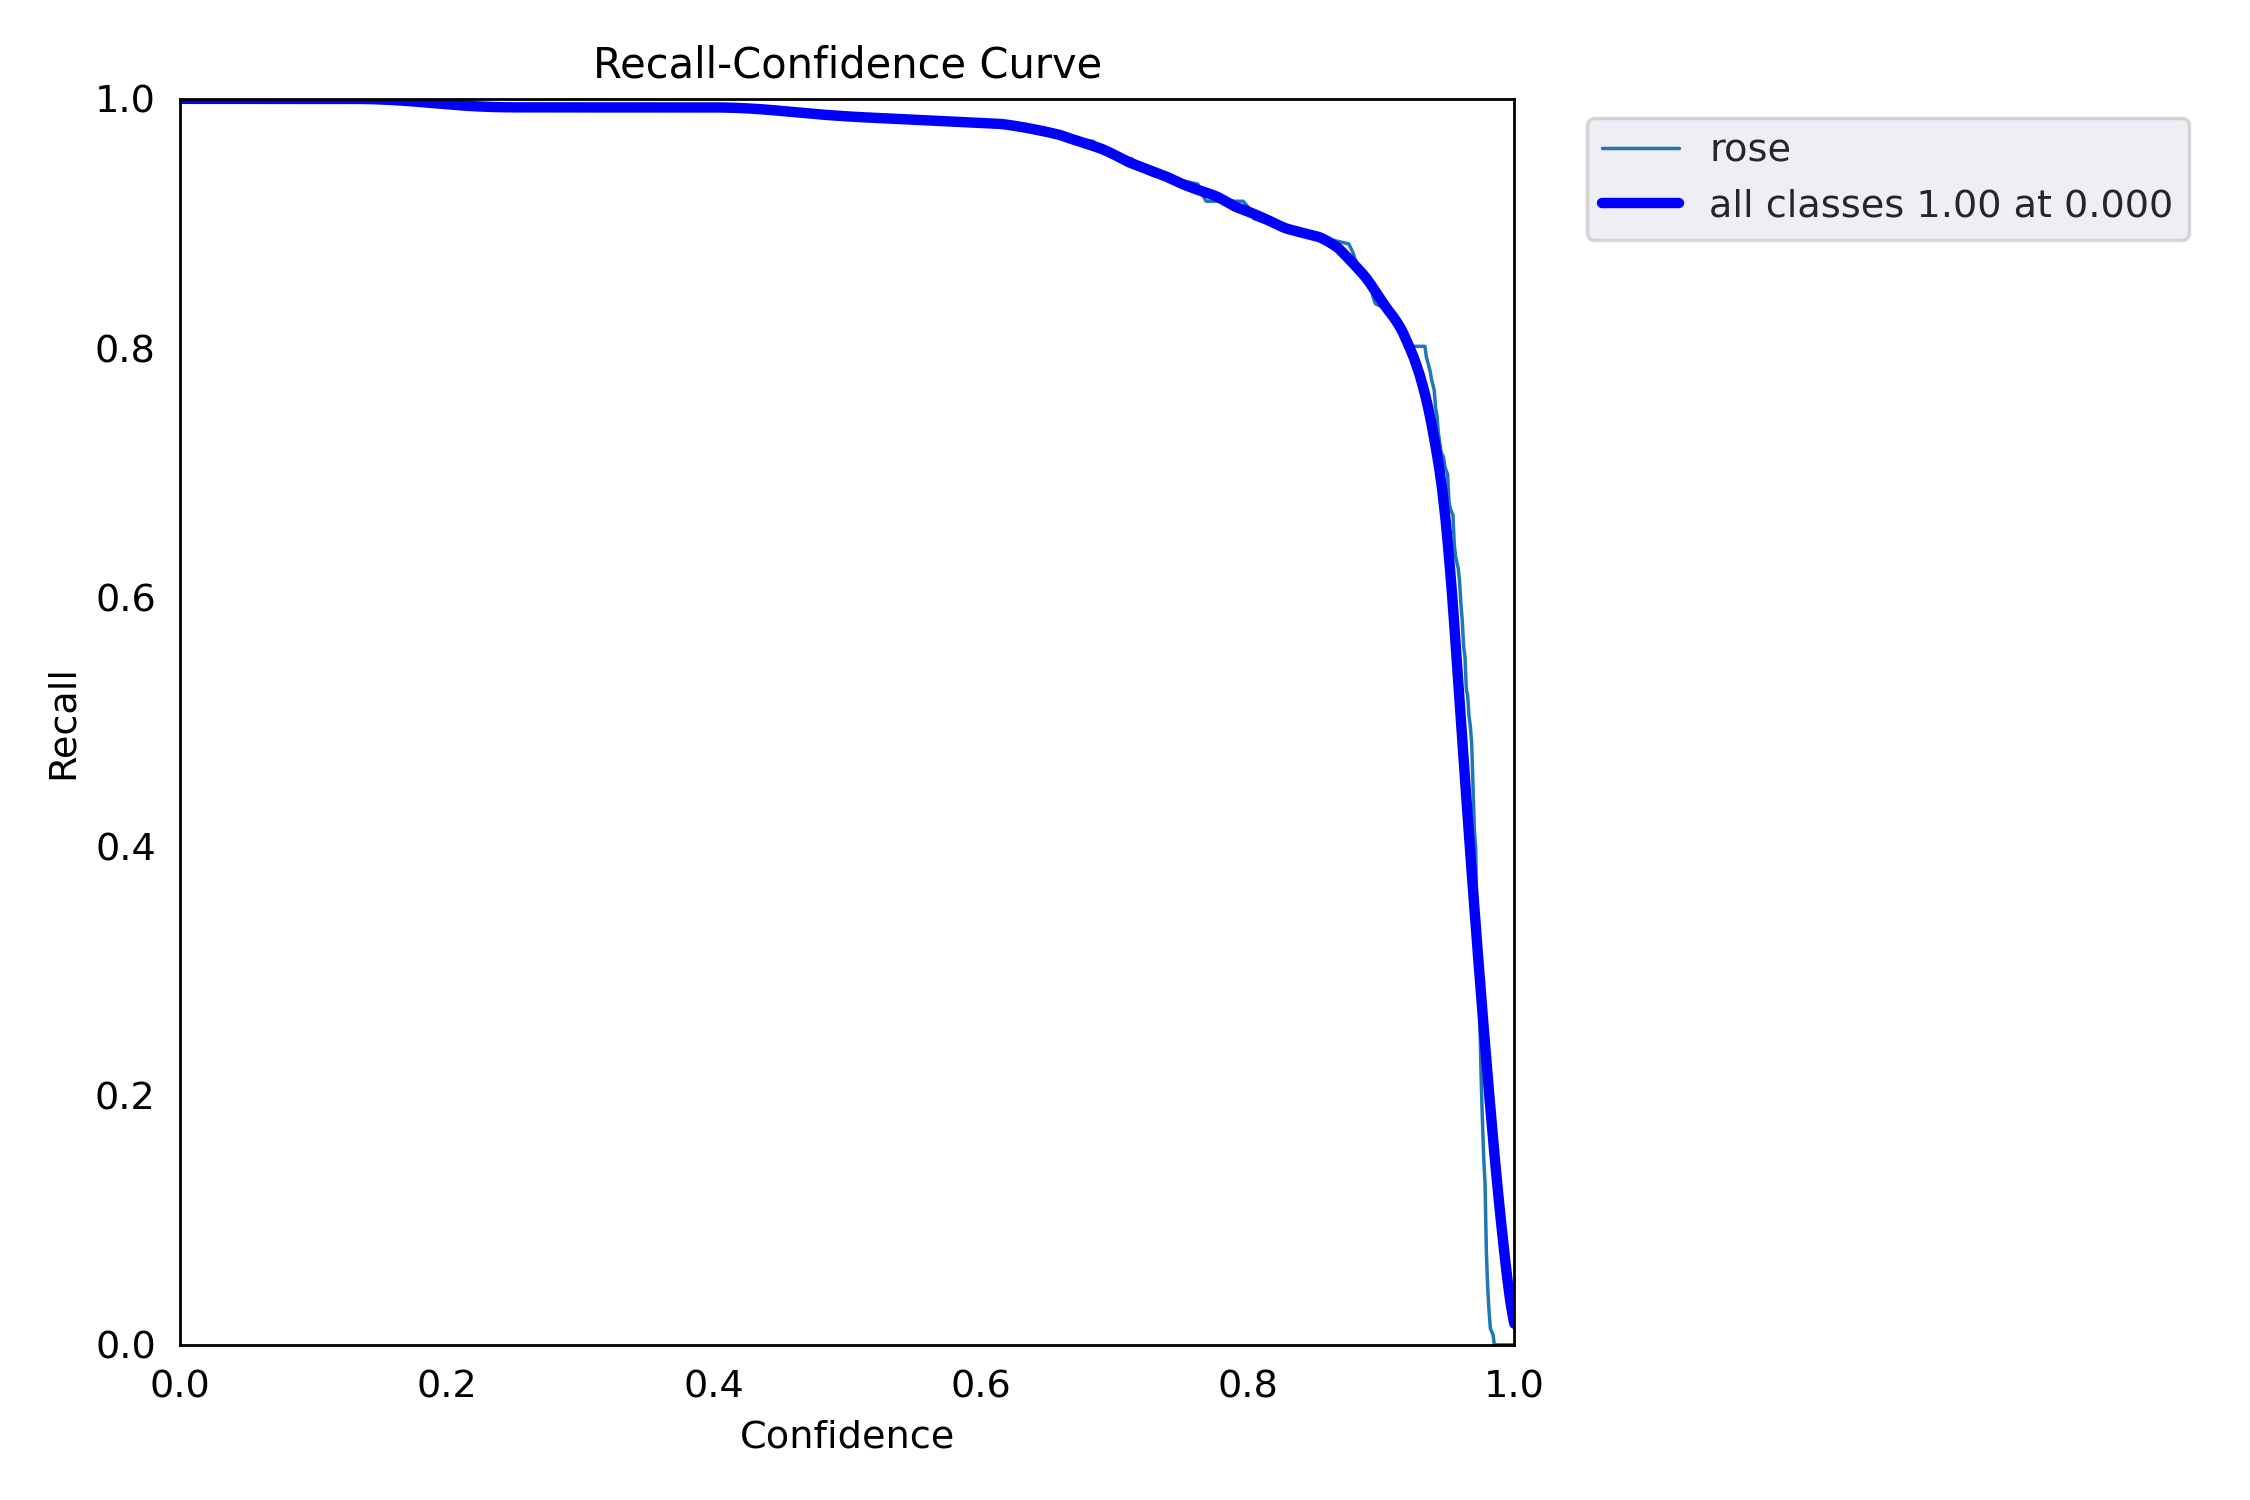 Recall-Confidence Curve
1.0
0.8
0.6
0.4
0.2
0.0
Recall
0.0 0.2 0.4 0.6 0.8 1.0
Confidence
rose
all classes 1.00 at 0.000